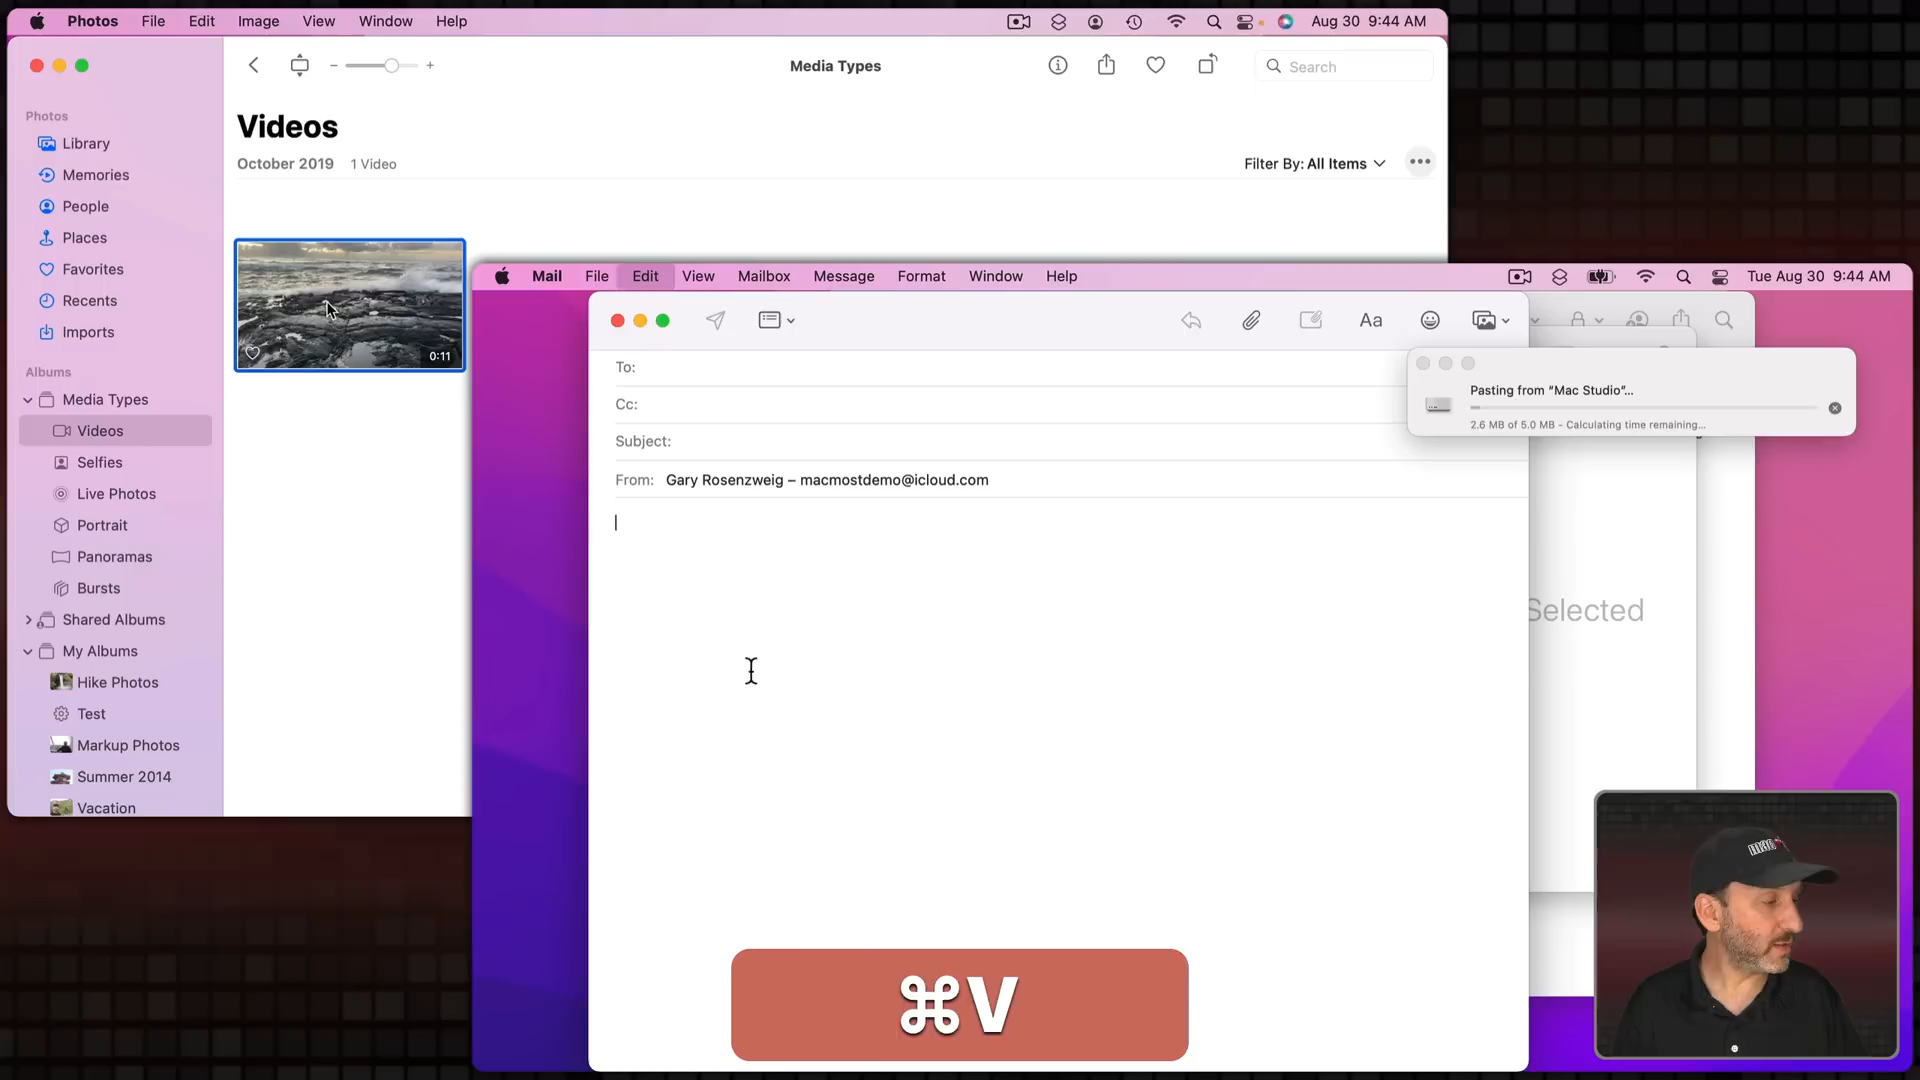 Photos File Edit Image View Window Help
Aug 30 9:44 AM
Media Types
Search
Photos
Library
Memories
People
Places
Favorites
Recents
Imports
Albums
Media Types
Videos
Selfies
Live Photos
Portrait
Panoramas
Bursts
Shared Albums
My Albums
Hike Photos
Test
Markup Photos
Summer 2014
Vacation
Videos
October 2019 1 Video
Filter By: All Items
0:11
Mail File Edit View Mailbox Message Format Window Help
Tue Aug 30 9:44 AM
Aa
To:
Cc:
Subject:
From: Gary Rosenzweig – macmostdemo@icloud.com
Pasting from “Mac Studio”...
2.6 MB of 5.0 MB - Calculating time remaining...
Selected
⌘V